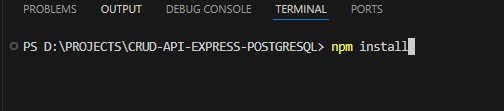 PROBLEMS OUTPUT DEBUG CONSOLE TERMINAL PORTS
PS D:\PROJECTS\CRUD-API-EXPRESS-POSTGRESQL> npm install